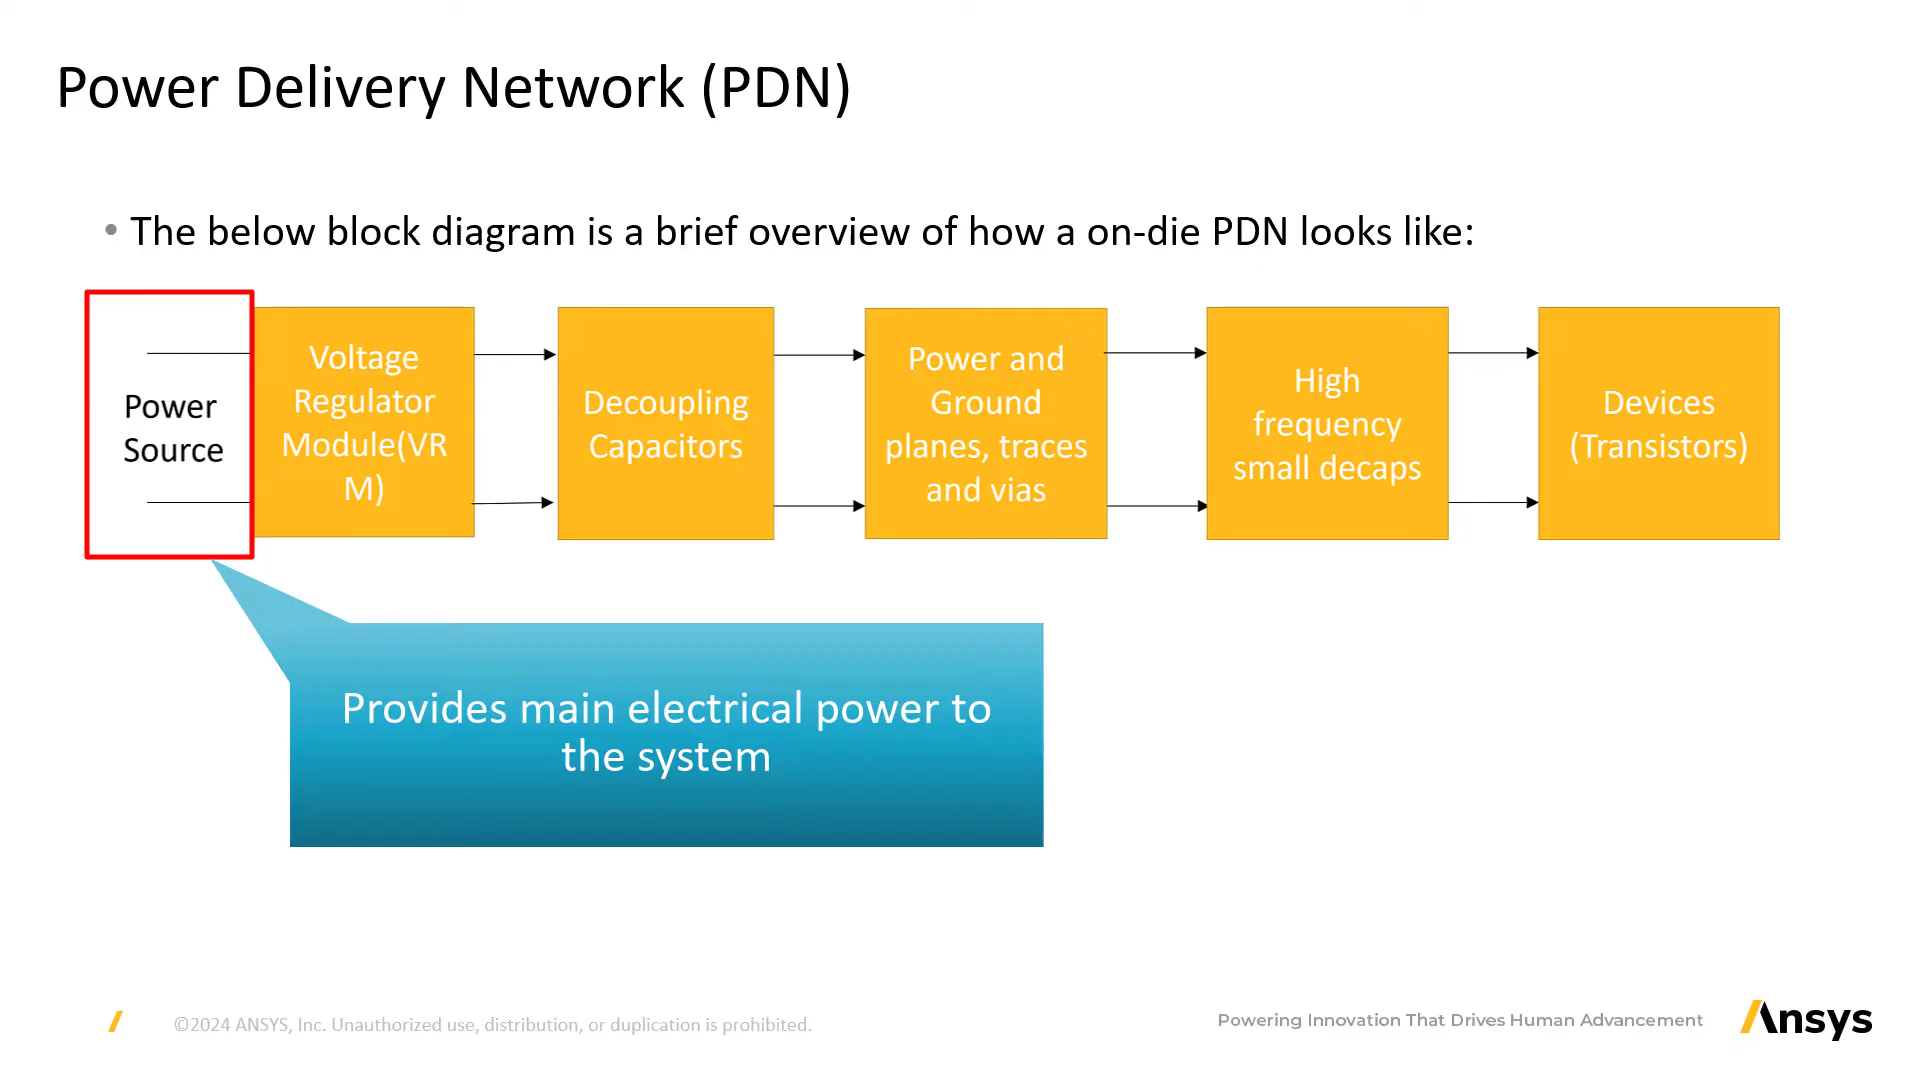 Power Delivery Network (PDN)
• The below block diagram is a brief overview of how a on-die PDN looks like:
Power
Source
Voltage
Regulator
Module(VR
M)
Decoupling
Capacitors
Power and
Ground
planes, traces
and vias
High
frequency
small decaps
Devices
(Transistors)
Provides main electrical power to
the system
©2024 ANSYS, Inc. Unauthorized use, distribution, or duplication is prohibited.
Powering Innovation That Drives Human Advancement
Ansys